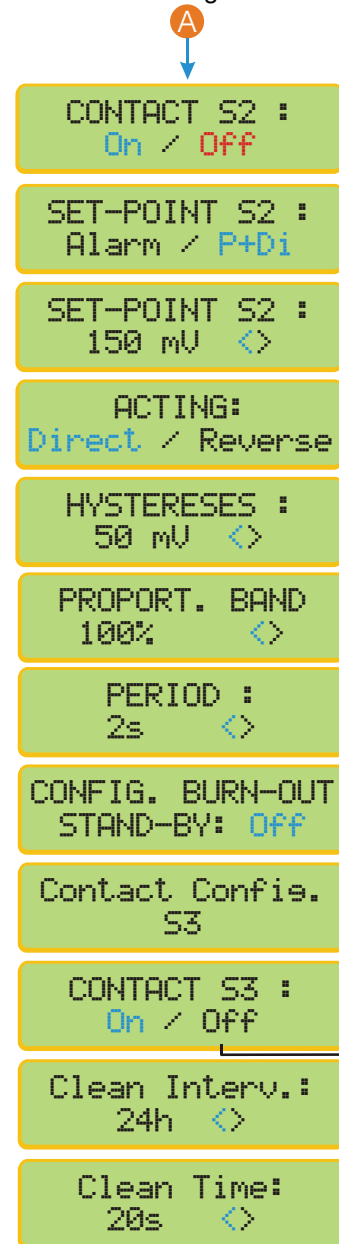 A
CONTACT S2 :
On / Off
SET-POINT S2 :
Alarm / P+Di
SET-POINT S2 :
150 mV <>
ACTING:
Direct / Reverse
HYSTERESES :
50 mV <>
PROPORT. BAND
100% <>
PERIOD :
2s <>
CONFIG. BURN-OUT
STAND-BY: Off
Contact Config.
S3
CONTACT S3 :
On / Off
Clean Interv.:
24h <>
Clean Time:
20s <>